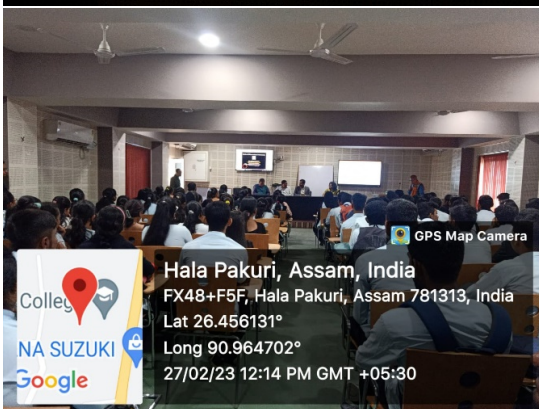 GPS Map Camera
Hala Pakuri, Assam, India
FX48+F5F, Hala Pakuri, Assam 781313, India
Lat 26.456131°
Long 90.964702°
27/02/23 12:14 PM GMT +05:30
Colleg
NA SUZUKI
Google